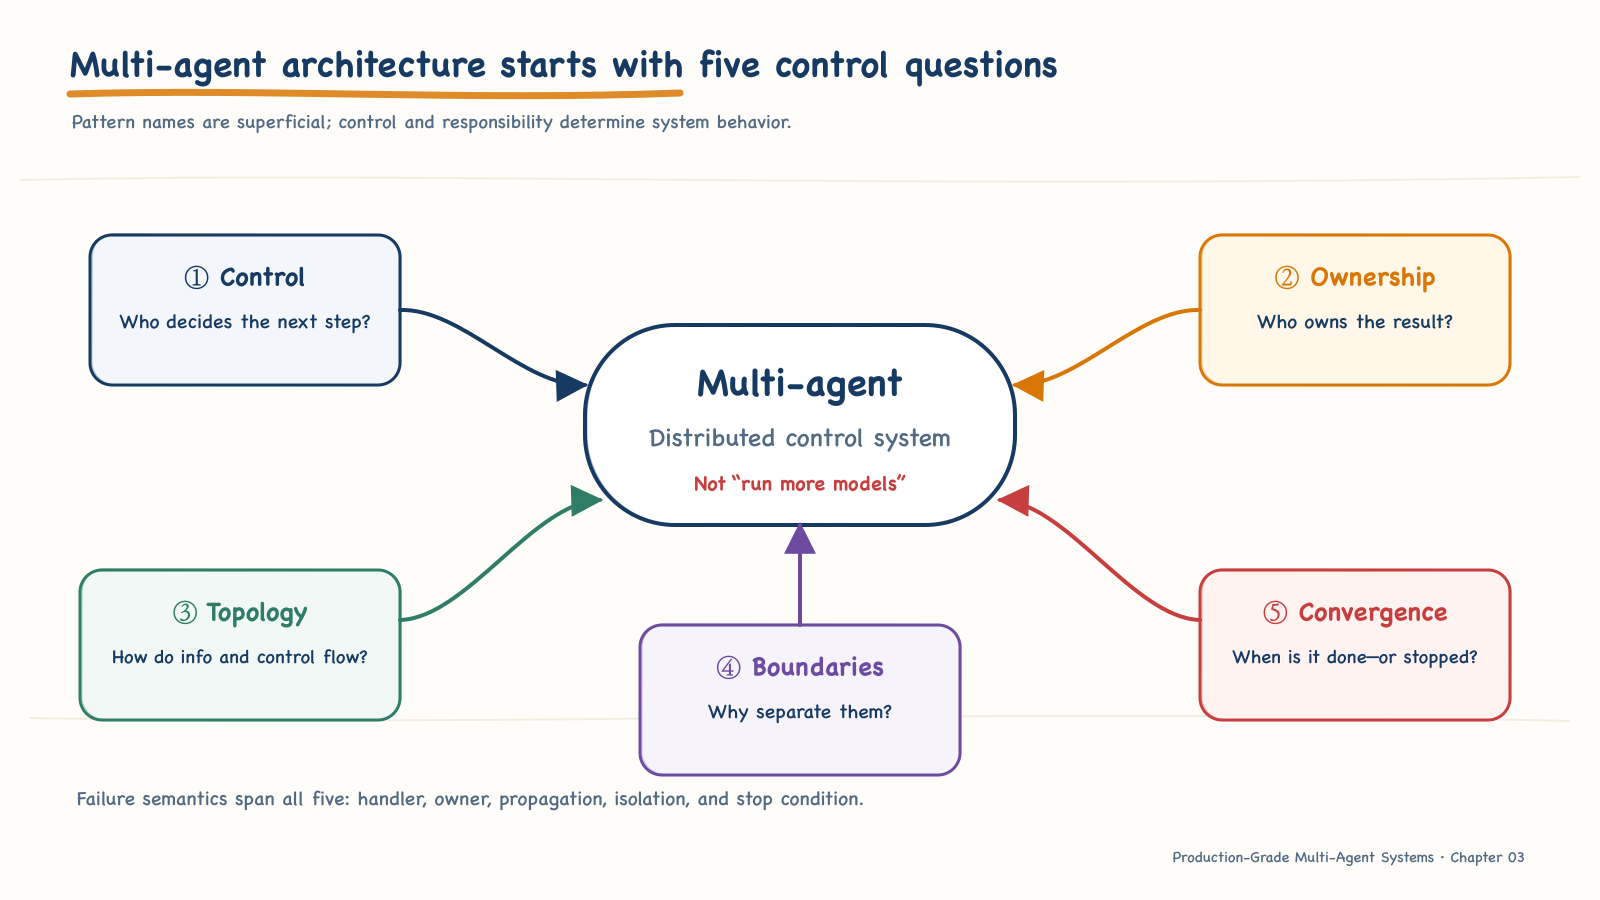 Multi-agent architecture starts with five control questions
Pattern names are superficial; control and responsibility determine system behavior.
① Control
Who decides the next step?
② Ownership
Who owns the result?
Multi-agent
Distributed control system
Not “run more models”
③ Topology
How do info and control flow?
④ Boundaries
Why separate them?
⑤ Convergence
When is it done—or stopped?
Failure semantics span all five: handler, owner, propagation, isolation, and stop condition.
Production-Grade Multi-Agent Systems · Chapter 03